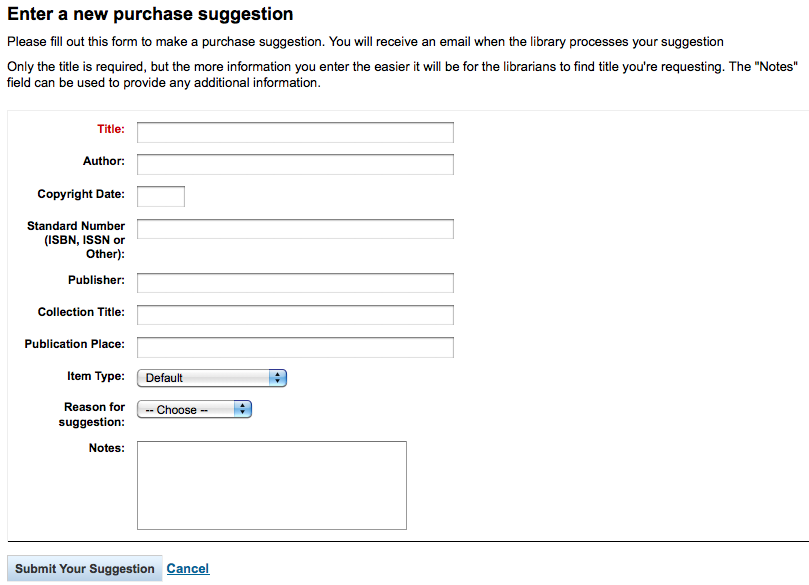 Enter a new purchase suggestion
Please fill out this form to make a purchase suggestion. You will receive an email when the library processes your suggestion
Only the title is required, but the more information you enter the easier it will be for the librarians to find title you're requesting. The "Notes"
field can be used to provide any additional information.
Title:
Author:
Copyright Date:
Standard Number
(ISBN, ISSN or
Other):
Publisher:
Collection Title:
Publication Place:
Item Type: Default
Reason for
suggestion: -- Choose --
Notes:
Submit Your Suggestion Cancel